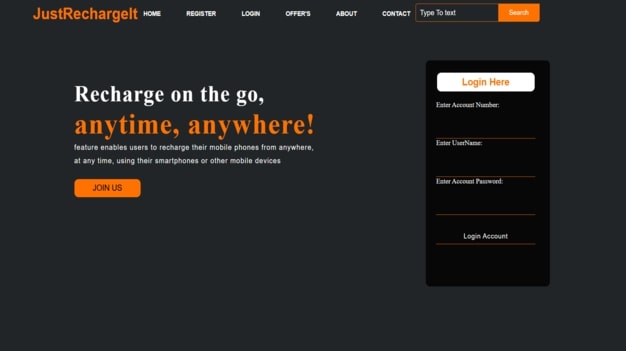 JustRechargeIt HOME REGISTER LOGIN OFFER'S ABOUT CONTACT Type To text Search
Recharge on the go,
anytime, anywhere!
feature enables users to recharge their mobile phones from anywhere,
at any time, using their smartphones or other mobile devices
JOIN US
Login Here
Enter Account Number:
Enter UserName:
Enter Account Password:
Login Account